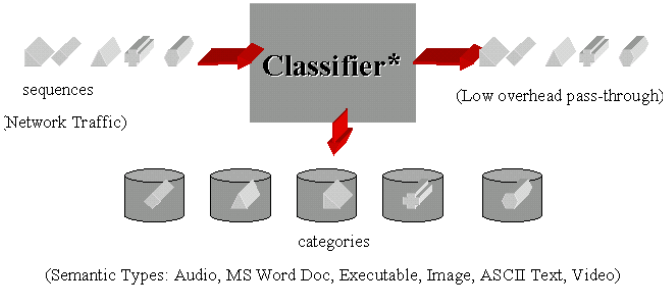 Classifier*
sequences
(Network Traffic)
(Low overhead pass-through)
categories
(Semantic Types: Audio, MS Word Doc, Executable, Image, ASCII Text, Video)